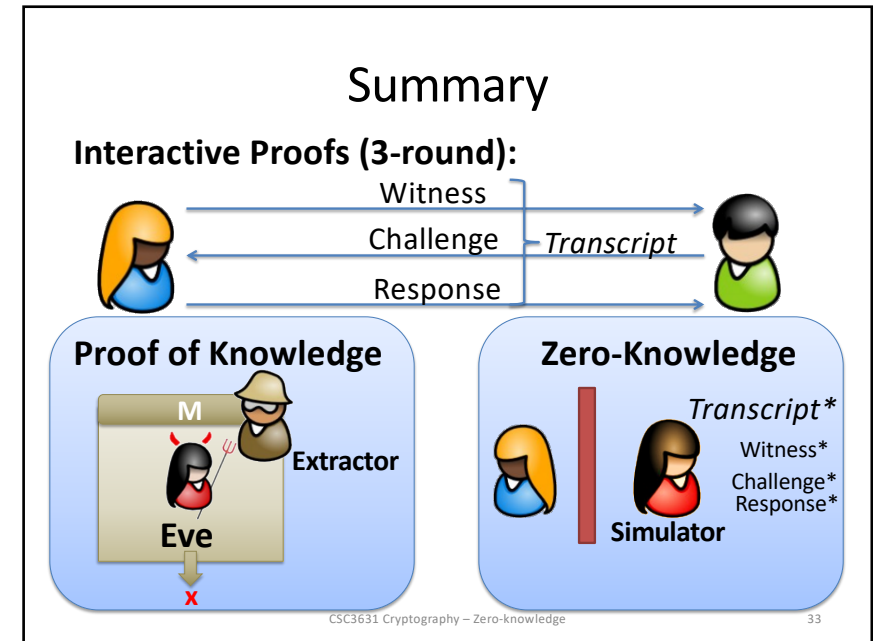 Summary
Interactive Proofs (3-round):
Witness
Challenge
Transcript
Response
Proof of Knowledge
M
Extractor
Eve
x
Zero-Knowledge
Transcript*
Witness*
Challenge*
Response*
Simulator
CSC3631 Cryptography – Zero-knowledge
33